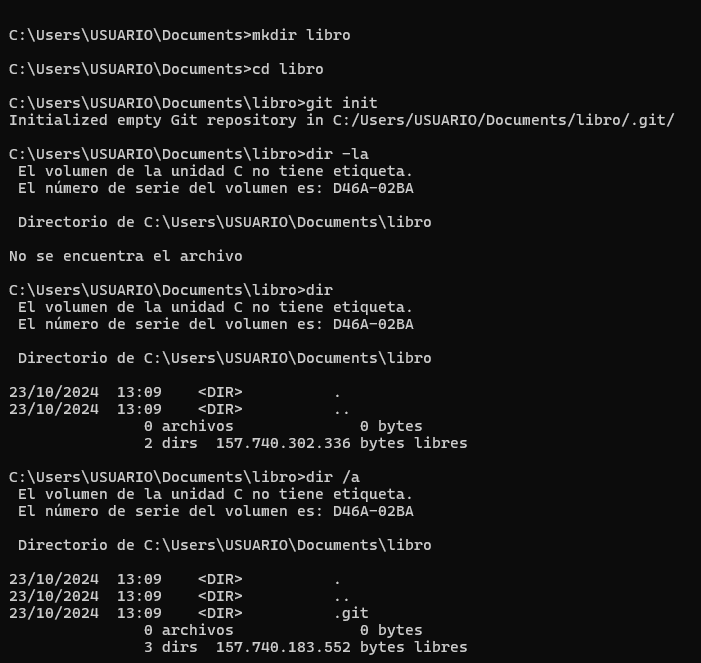 C:\Users\USUARIO\Documents>mkdir libro
C:\Users\USUARIO\Documents>cd libro
C:\Users\USUARIO\Documents\libro>git init
Initialized empty Git repository in C:/Users/USUARIO/Documents/libro/.git/
C:\Users\USUARIO\Documents\libro>dir -la
 El volumen de la unidad C no tiene etiqueta.
 El número de serie del volumen es: D46A-02BA
 Directorio de C:\Users\USUARIO\Documents\libro
No se encuentra el archivo
C:\Users\USUARIO\Documents\libro>dir
 El volumen de la unidad C no tiene etiqueta.
 El número de serie del volumen es: D46A-02BA
 Directorio de C:\Users\USUARIO\Documents\libro
23/10/2024  13:09    <DIR>          .
23/10/2024  13:09    <DIR>          ..
               0 archivos              0 bytes
               2 dirs  157.740.302.336 bytes libres
C:\Users\USUARIO\Documents\libro>dir /a
 El volumen de la unidad C no tiene etiqueta.
 El número de serie del volumen es: D46A-02BA
 Directorio de C:\Users\USUARIO\Documents\libro
23/10/2024  13:09    <DIR>          .
23/10/2024  13:09    <DIR>          ..
23/10/2024  13:09    <DIR>          .git
               0 archivos              0 bytes
               3 dirs  157.740.183.552 bytes libres